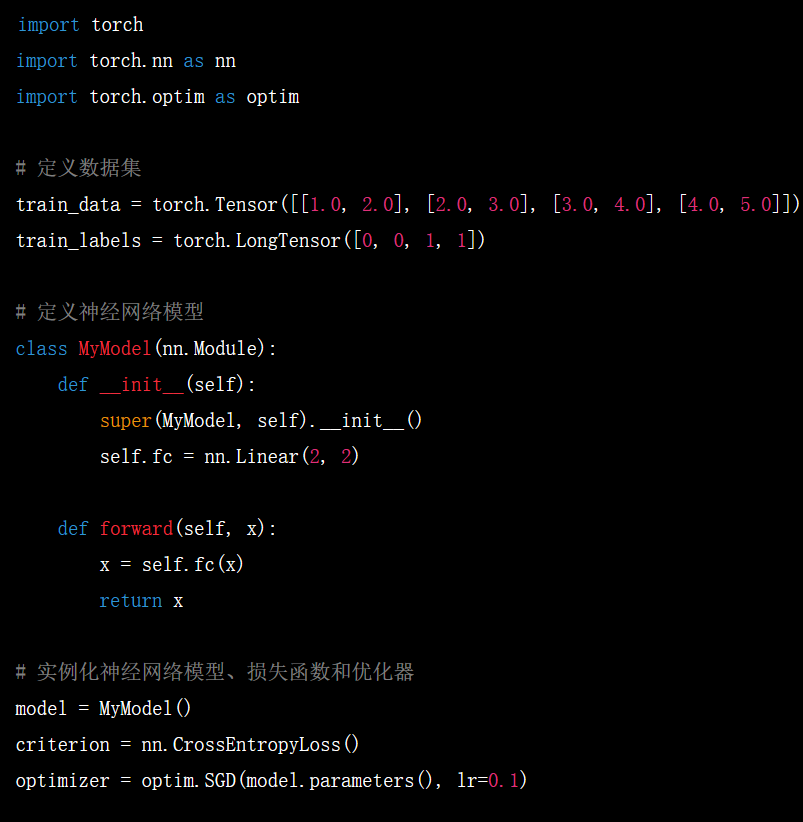 import torch
import torch.nn as nn
import torch.optim as optim
# 定义数据集
train_data = torch.Tensor([[1.0, 2.0], [2.0, 3.0], [3.0, 4.0], [4.0, 5.0]])
train_labels = torch.LongTensor([0, 0, 1, 1])
# 定义神经网络模型
class MyModel(nn.Module):
    def __init__(self):
        super(MyModel, self).__init__()
        self.fc = nn.Linear(2, 2)
    def forward(self, x):
        x = self.fc(x)
        return x
# 实例化神经网络模型、损失函数和优化器
model = MyModel()
criterion = nn.CrossEntropyLoss()
optimizer = optim.SGD(model.parameters(), lr=0.1)